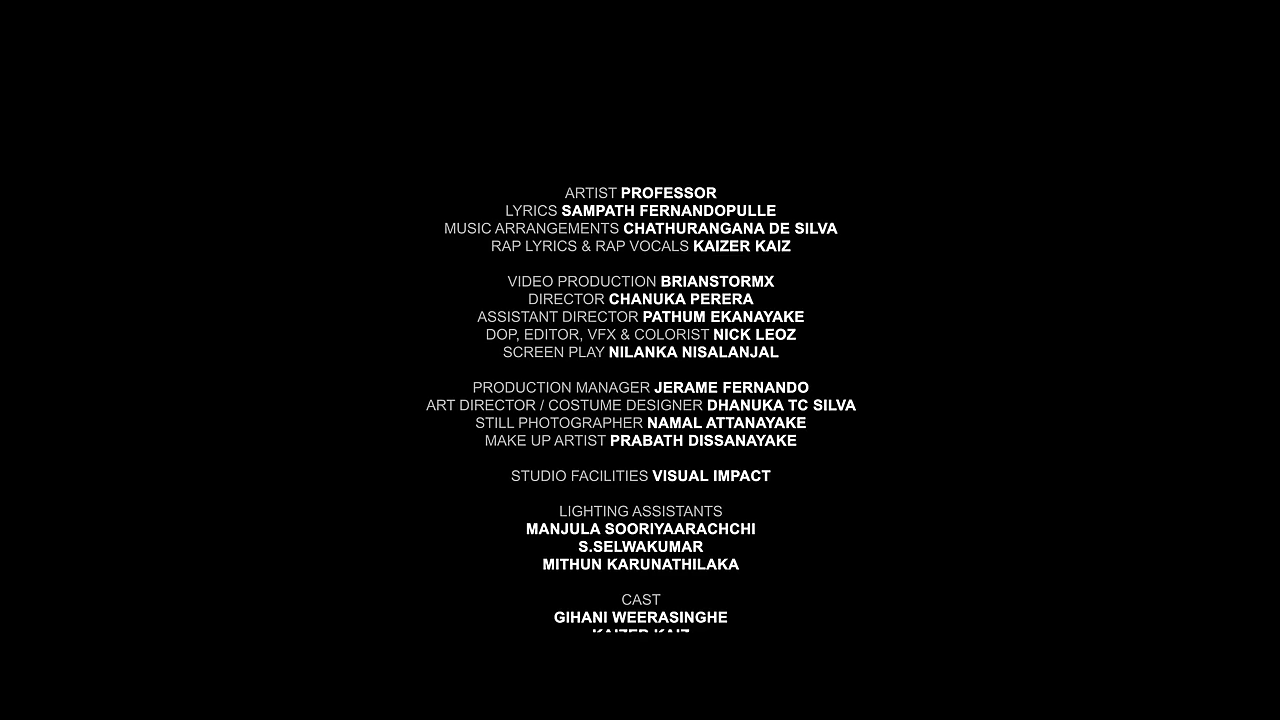 ARTIST PROFESSOR
LYRICS SAMPATH FERNANDOPULLE
MUSIC ARRANGEMENTS CHATHURANGANA DE SILVA
RAP LYRICS & RAP VOCALS KAIZER KAIZ
VIDEO PRODUCTION BRIANSTORMX
DIRECTOR CHANUKA PERERA
ASSISTANT DIRECTOR PATHUM EKANAYAKE
DOP, EDITOR, VFX & COLORIST NICK LEOZ
SCREEN PLAY NILANKA NISALANJAL
PRODUCTION MANAGER JERAME FERNANDO
ART DIRECTOR / COSTUME DESIGNER DHANUKA TC SILVA
STILL PHOTOGRAPHER NAMAL ATTANAYAKE
MAKE UP ARTIST PRABATH DISSANAYAKE
STUDIO FACILITIES VISUAL IMPACT
LIGHTING ASSISTANTS
MANJULA SOORIYAARACHCHI
S.SELWAKUMAR
MITHUN KARUNATHILAKA
CAST
GIHANI WEERASINGHE
KAIZER KAIZ